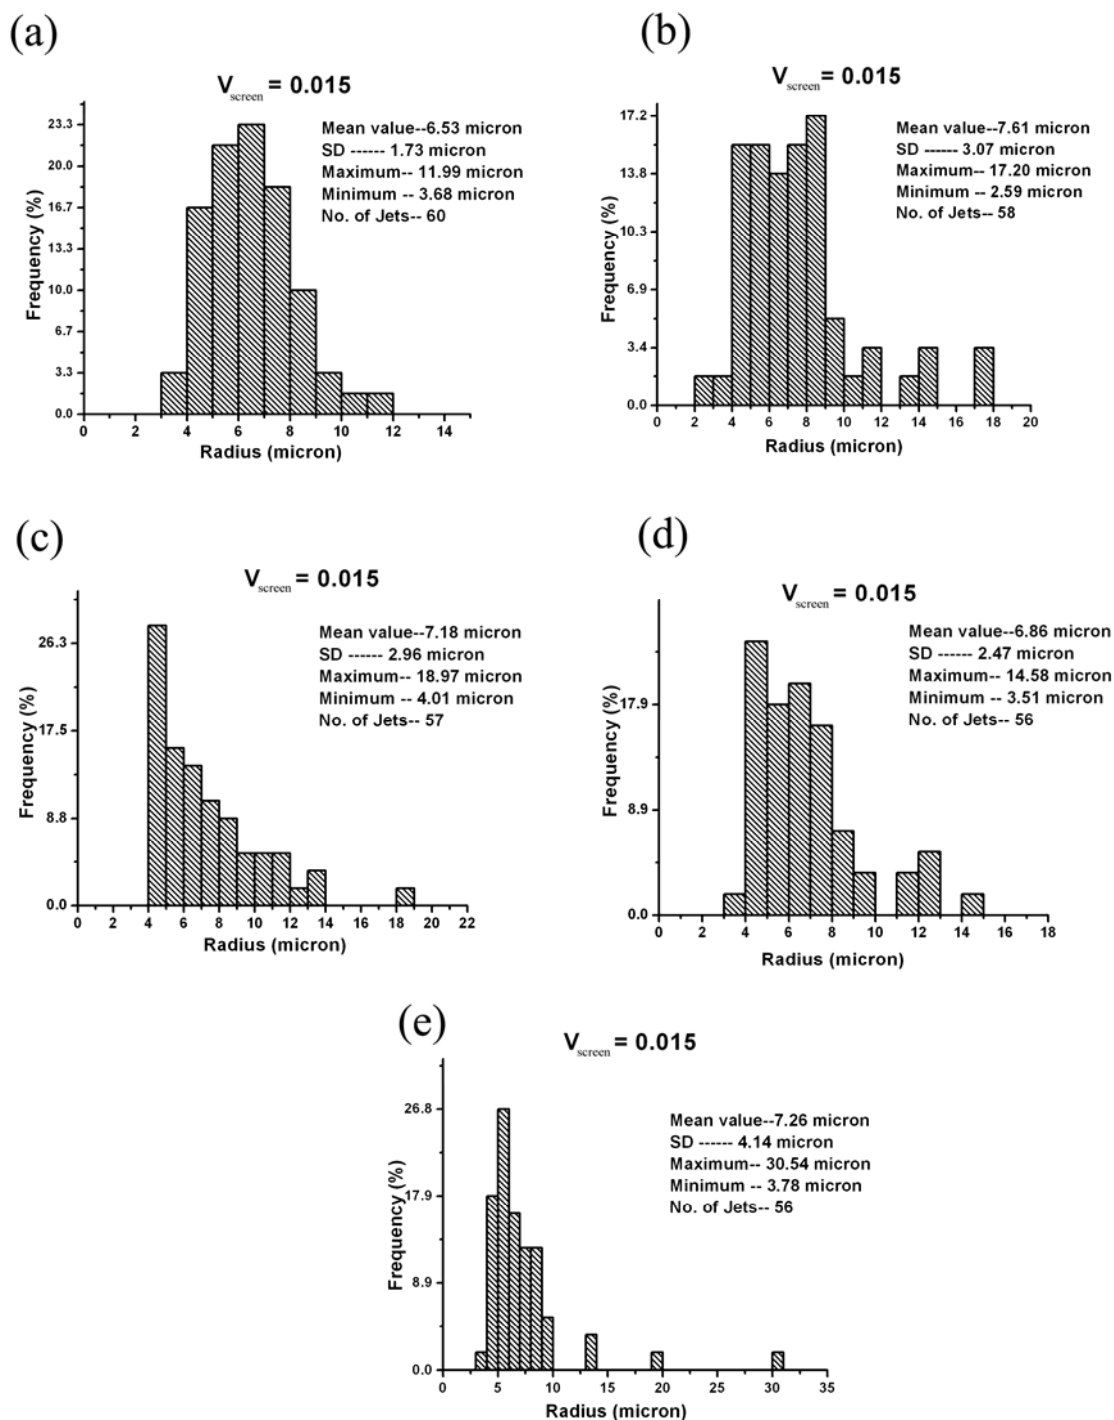 (a)
V screen = 0.015
Mean value--6.53 micron
SD ------ 1.73 micron
Maximum-- 11.99 micron
Minimum -- 3.68 micron
No. of Jets-- 60
Frequency (%)
23.3
20.0
16.7
13.3
10.0
6.7
3.3
0.0
0 2 4 6 8 10 12 14
Radius (micron)
(b)
V screen = 0.015
Mean value--7.61 micron
SD ------ 3.07 micron
Maximum-- 17.20 micron
Minimum -- 2.59 micron
No. of Jets-- 58
Frequency (%)
17.2
13.8
10.3
6.9
3.4
0.0
0 2 4 6 8 10 12 14 16 18 20
Radius (micron)
(c)
V screen = 0.015
Mean value--7.18 micron
SD ------ 2.96 micron
Maximum-- 18.97 micron
Minimum -- 4.01 micron
No. of Jets-- 57
Frequency (%)
26.3
17.5
8.8
0.0
0 2 4 6 8 10 12 14 16 18 20 22
Radius (micron)
(d)
V screen = 0.015
Mean value--6.86 micron
SD ------ 2.47 micron
Maximum-- 14.58 micron
Minimum -- 3.51 micron
No. of Jets-- 56
Frequency (%)
17.9
8.9
0.0
0 2 4 6 8 10 12 14 16 18
Radius (micron)
(e)
V screen = 0.015
Mean value--7.26 micron
SD ------ 4.14 micron
Maximum-- 30.54 micron
Minimum -- 3.78 micron
No. of Jets-- 56
Frequency (%)
26.8
17.9
8.9
0.0
0 5 10 15 20 25 30 35
Radius (micron)